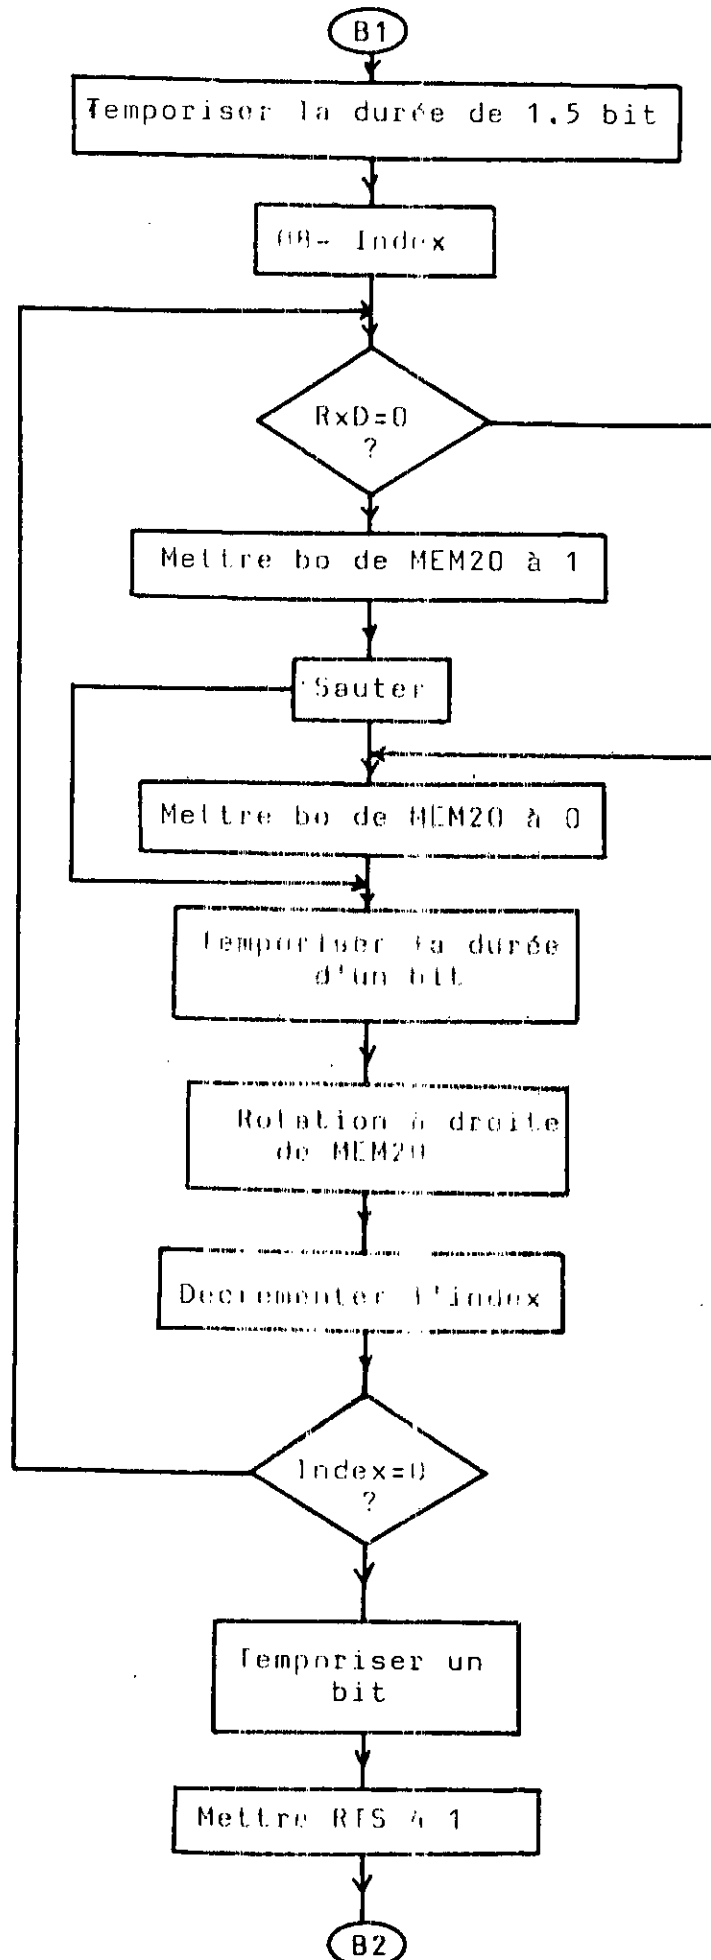 B1
Temporiser la durée de 1.5 bit
08- Index
RxD=0
?
Mettre bo de MEM20 à 1
Sauter
Mettre bo de MEM20 à 0
Temporiser la durée
d'un bit
Rotation à droite
de MEM20
Decrementer l'index
Index=0
?
Temporiser un
bit
Mettre RTS à 1
B2